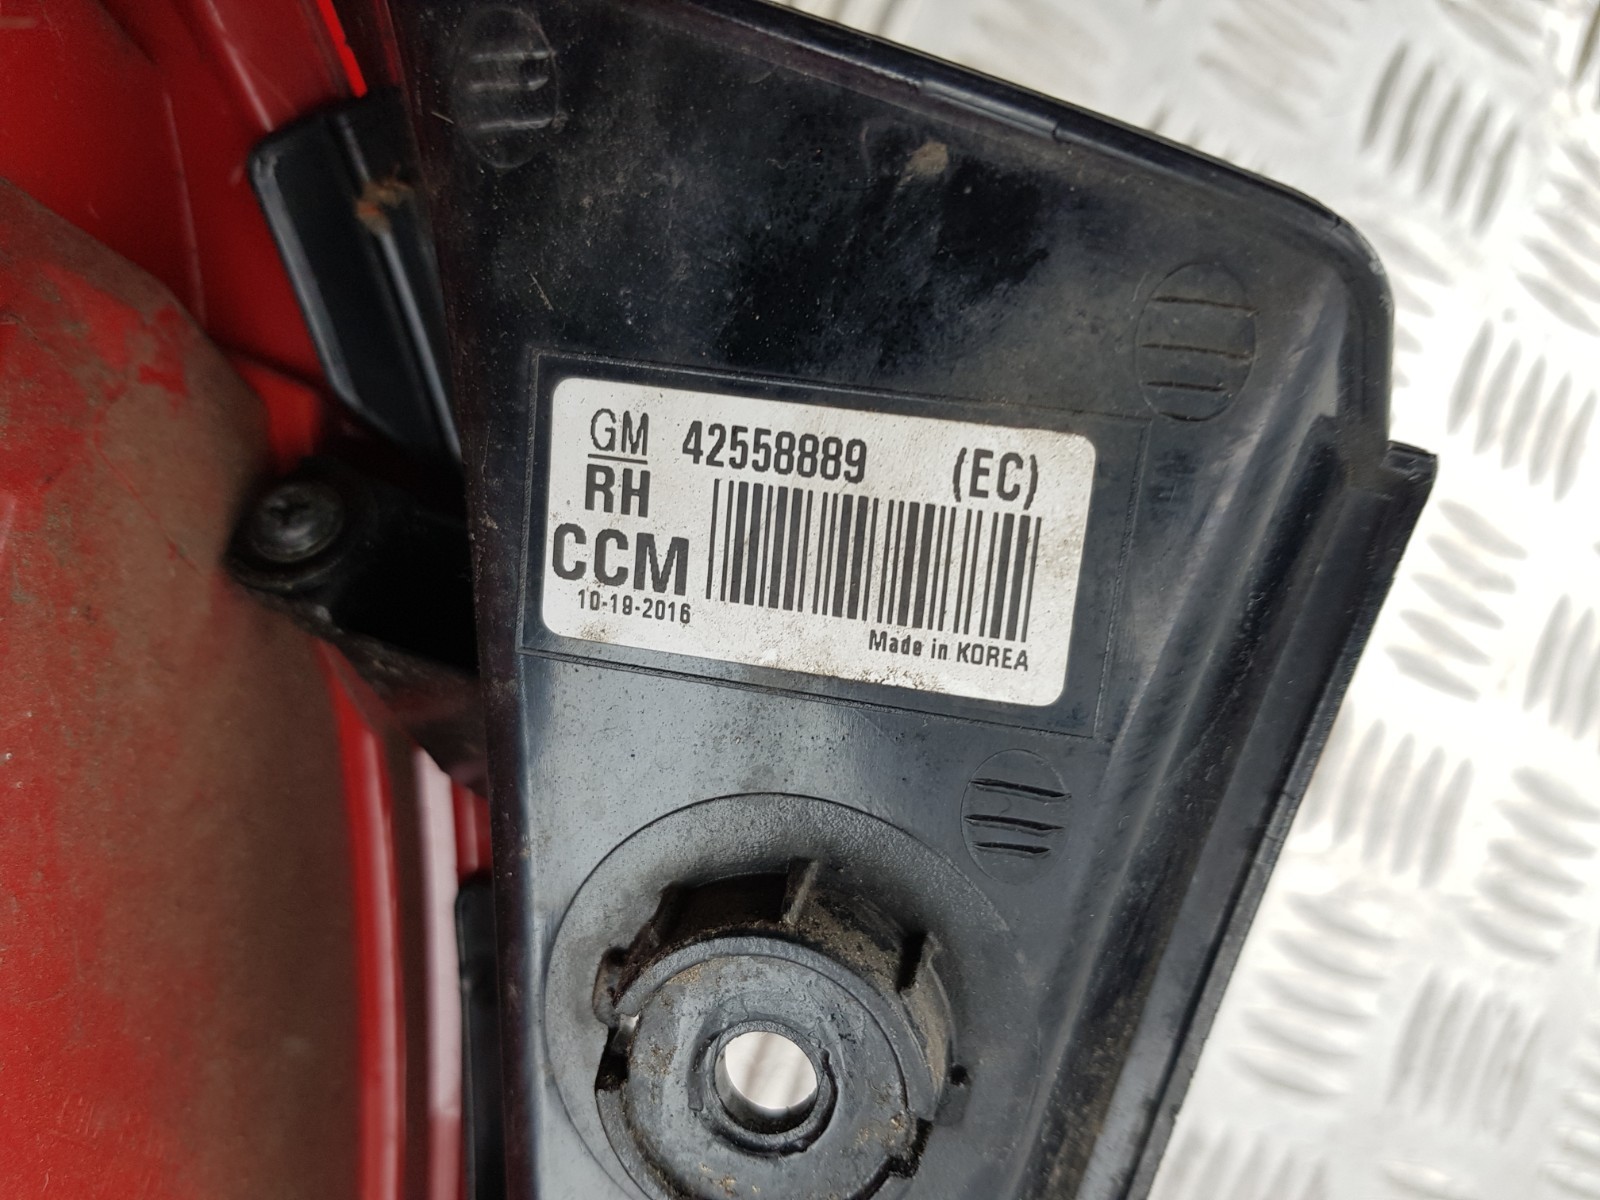 GM 42558889 (EC)
RH
CCM
10-19-2016
Made in KOREA